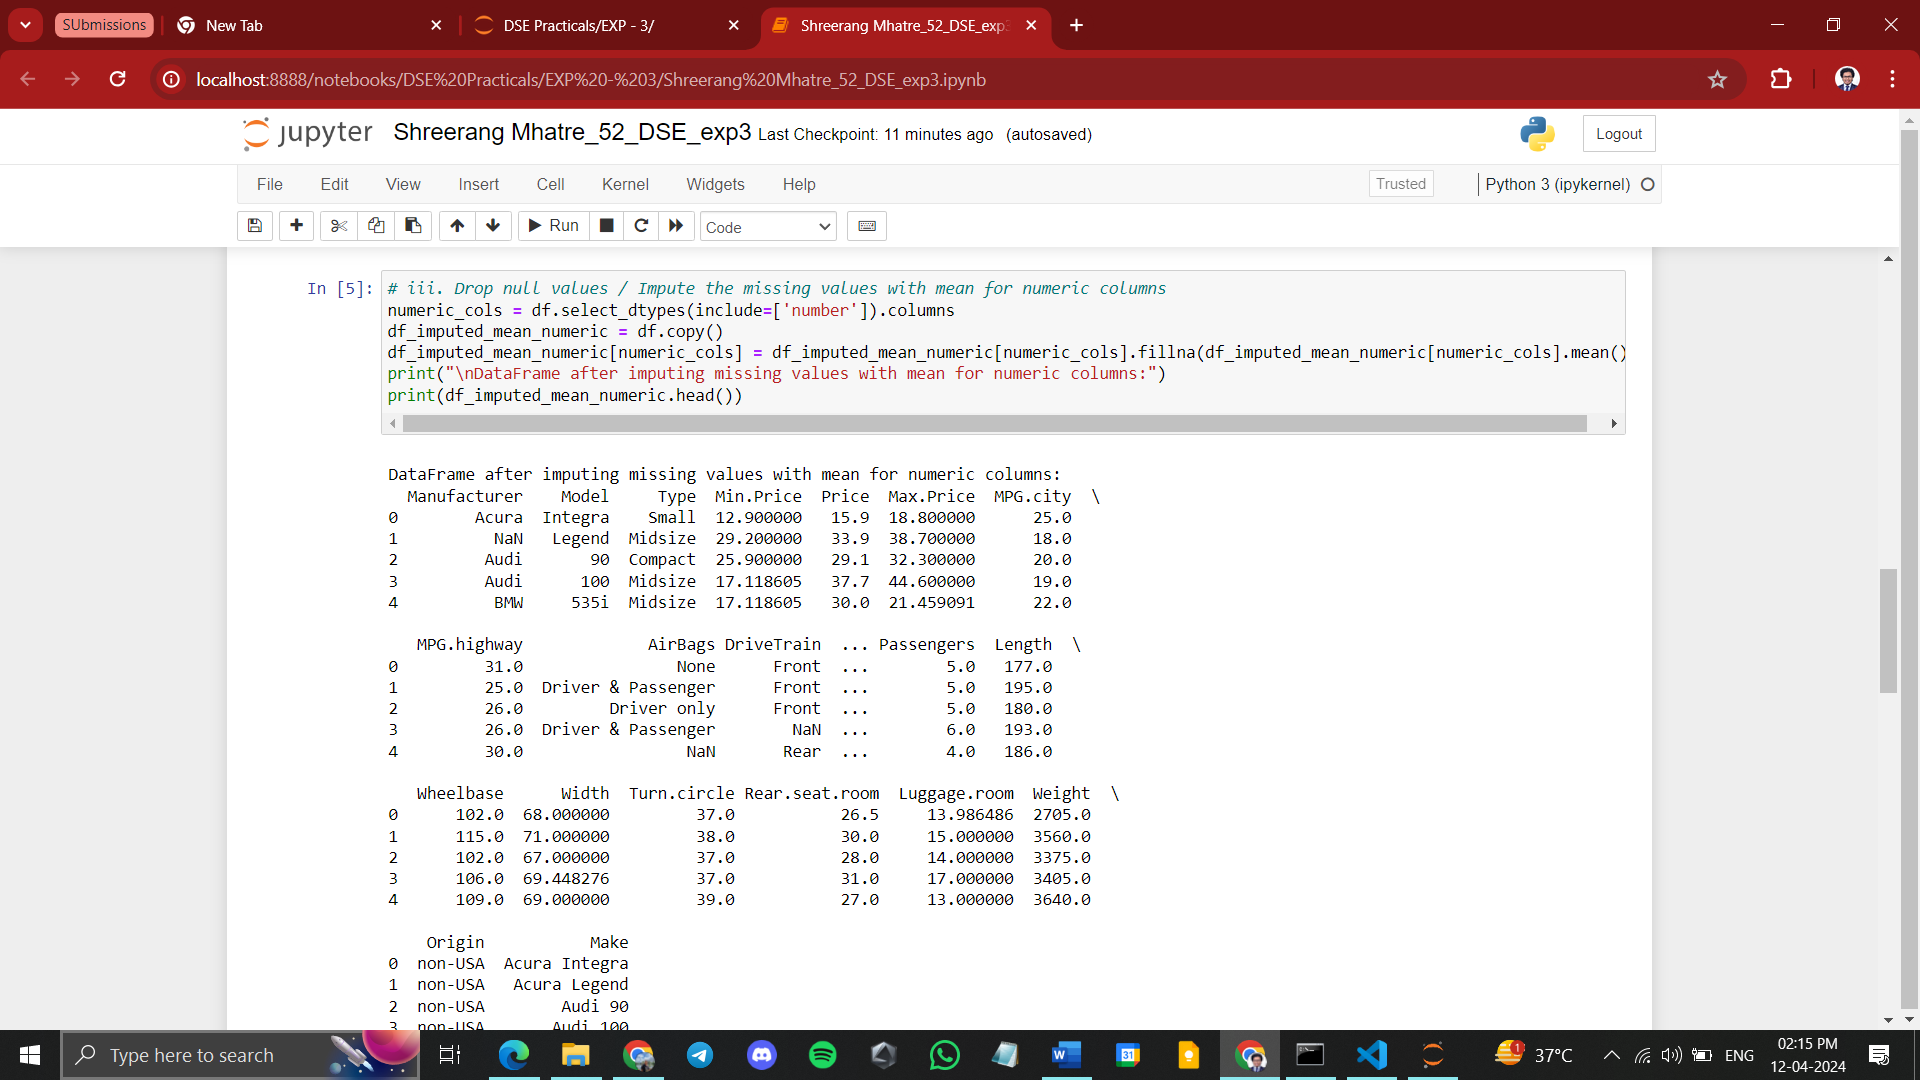 SUbmissions
New Tab
DSE Practicals/EXP - 3/
Shreerang Mhatre_52_DSE_exp3
localhost:8888/notebooks/DSE%20Practicals/EXP%20-%203/Shreerang%20Mhatre_52_DSE_exp3.ipynb
jupyter Shreerang Mhatre_52_DSE_exp3 Last Checkpoint: 11 minutes ago (autosaved)
Logout
File Edit View Insert Cell Kernel Widgets Help
Trusted
Python 3 (ipykernel)
Run
Code
In [5]: # iii. Drop null values / Impute the missing values with mean for numeric columns
numeric_cols = df.select_dtypes(include=['number']).columns
df_imputed_mean_numeric = df.copy()
df_imputed_mean_numeric[numeric_cols] = df_imputed_mean_numeric[numeric_cols].fillna(df_imputed_mean_numeric[numeric_cols].mean()
print("\nDataFrame after imputing missing values with mean for numeric columns:")
print(df_imputed_mean_numeric.head())
DataFrame after imputing missing values with mean for numeric columns:
Manufacturer Model Type Min.Price Price Max.Price MPG.city \
0 Acura Integra Small 12.900000 15.9 18.800000 25.0
1 NaN Legend Midsize 29.200000 33.9 38.700000 18.0
2 Audi 90 Compact 25.900000 29.1 32.300000 20.0
3 Audi 100 Midsize 17.118605 37.7 44.600000 19.0
4 BMW 535i Midsize 17.118605 30.0 21.459091 22.0
MPG.highway AirBags DriveTrain ... Passengers Length \
0 31.0 None Front ... 5.0 177.0
1 25.0 Driver & Passenger Front ... 5.0 195.0
2 26.0 Driver only Front ... 5.0 180.0
3 26.0 Driver & Passenger NaN ... 6.0 193.0
4 30.0 NaN Rear ... 4.0 186.0
Wheelbase Width Turn.circle Rear.seat.room Luggage.room Weight \
0 102.0 68.000000 37.0 26.5 13.986486 2705.0
1 115.0 71.000000 38.0 30.0 15.000000 3560.0
2 102.0 67.000000 37.0 28.0 14.000000 3375.0
3 106.0 69.448276 37.0 31.0 17.000000 3405.0
4 109.0 69.000000 39.0 27.0 13.000000 3640.0
Origin Make
0 non-USA Acura Integra
1 non-USA Acura Legend
2 non-USA Audi 90
3 non-USA Audi 100
Type here to search
31
1
37°C
ENG
02:15 PM
12-04-2024